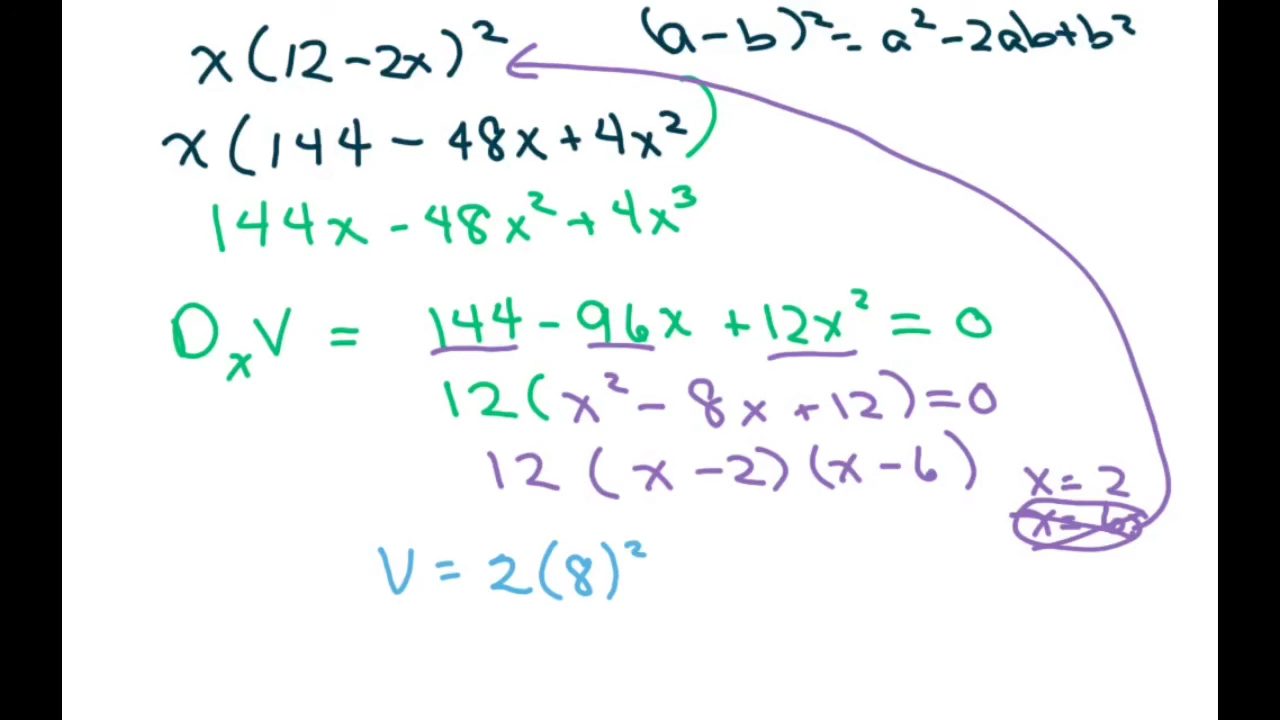 x(12-2x)² (a-b)²= a²-2ab+b²
x(144 - 48x+4x²)
144x - 48x²+4x³
DₓV = 144 - 96x +12x² = 0
12(x² - 8x +12)=0
12(x-2)(x-6)
x=2
x=6
V = 2(8)²